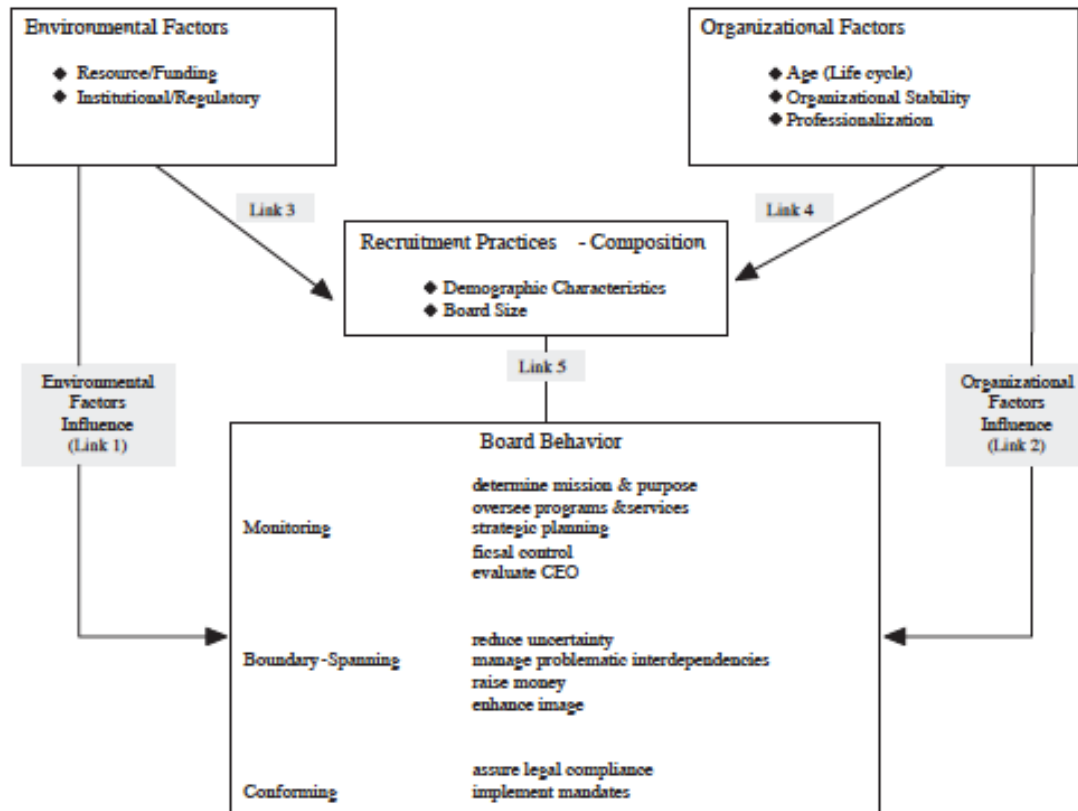 Environmental Factors
◆ Resource/Funding
◆ Institutional/Regulatory
Organizational Factors
◆ Age (Life cycle)
◆ Organizational Stability
◆ Professionalization
Link 3
Link 4
Recruitment Practices - Composition
◆ Demographic Characteristics
◆ Board Size
Link 5
Environmental
Factors
Influence
(Link 1)
Organizational
Factors
Influence
(Link 2)
Board Behavior
determine mission & purpose
oversee programs &services
Monitoring strategic planning
ficsal control
evaluate CEO
reduce uncertainty
Boundary-Spanning manage problematic interdependencies
raise money
enhance image
assure legal compliance
Conforming implement mandates